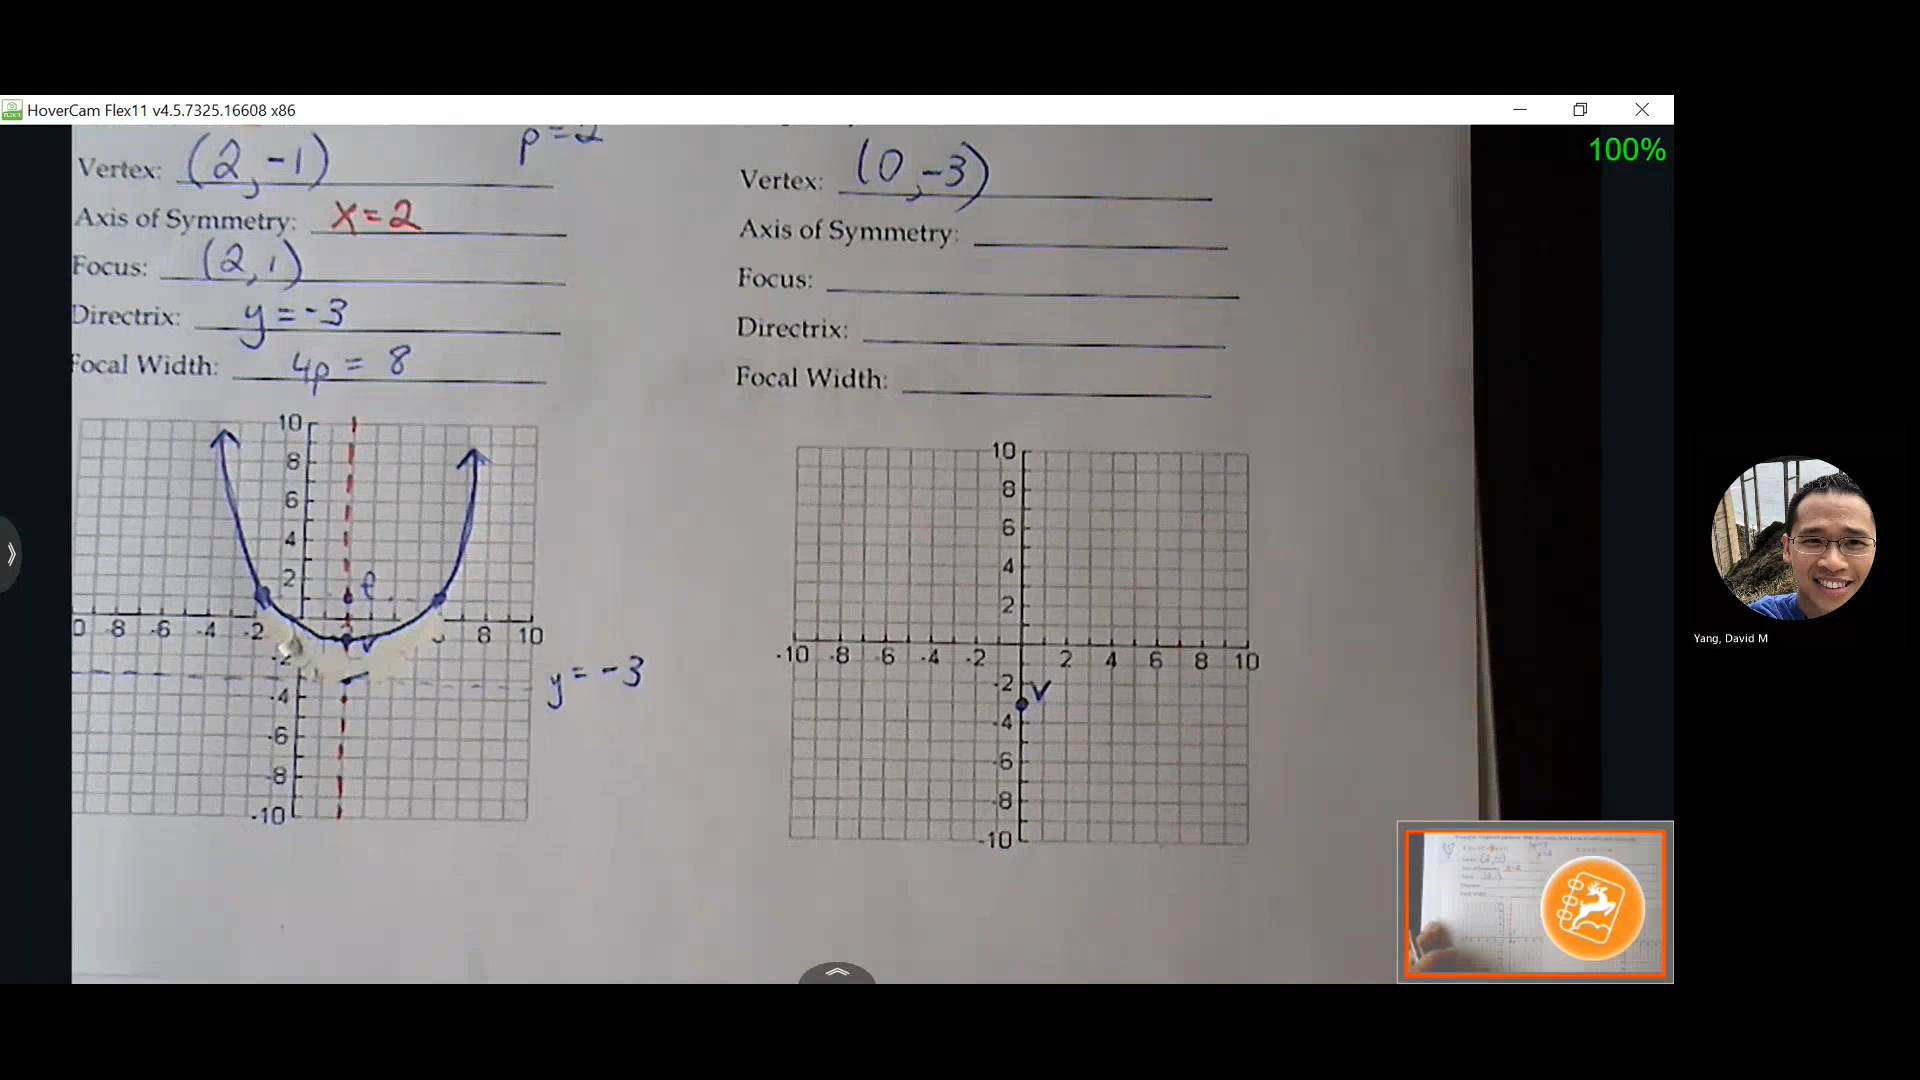 HoverCam Flex11 v4.5.7325.16608 x86
100%
p = 2
Vertex: (2, -1)
Axis of Symmetry: x = 2
Focus: (2, 1)
Directrix: y = -3
Focal Width: 4p = 8
10
8
6
4
2
0 -8 -6 -4 -2 8 10
-2
-4
-6
-8
-10
f
V
y = -3
Vertex: (0, -3)
Axis of Symmetry:
Focus:
Directrix:
Focal Width:
10
8
6
4
2
-10 -8 -6 -4 -2 2 4 6 8 10
-2 V
-4
-6
-8
-10
Yang, David M